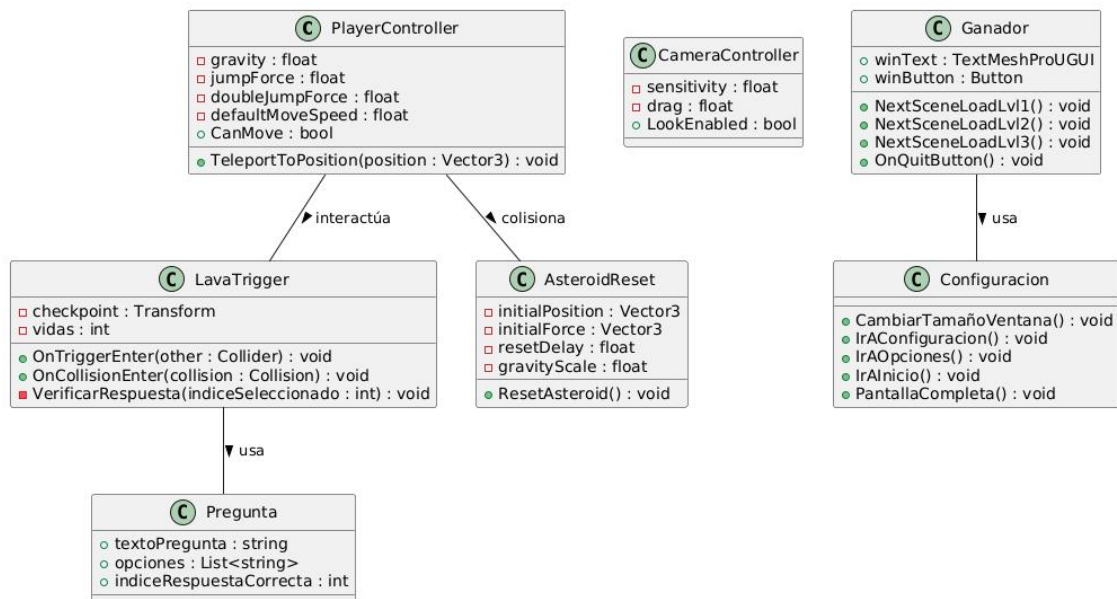 C PlayerController
gravity : float
jumpForce : float
doubleJumpForce : float
defaultMoveSpeed : float
CanMove : bool
TeleportToPosition(position : Vector3) : void
C CameraController
sensitivity : float
drag : float
LookEnabled : bool
C Ganador
winText : TextMeshProUGUI
winButton : Button
NextSceneLoadLvl1() : void
NextSceneLoadLvl2() : void
NextSceneLoadLvl3() : void
OnQuitButton() : void
interactúa
colisiona
usa
C LavaTrigger
checkpoint : Transform
vidas : int
OnTriggerEnter(other : Collider) : void
OnCollisionEnter(collision : Collision) : void
VerificarRespuesta(indiceSeleccionado : int) : void
C AsteroidReset
initialPosition : Vector3
initialForce : Vector3
resetDelay : float
gravityScale : float
ResetAsteroid() : void
C Configuracion
CambiarTamañoVentana() : void
IrAConfiguracion() : void
IrAOpciones() : void
IrAInicio() : void
PantallaCompleta() : void
usa
C Pregunta
textoPregunta : string
opciones : List<string>
indiceRespuestaCorrecta : int